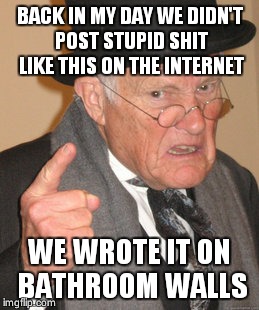 BACK IN MY DAY WE DIDN'T
POST STUPID SHIT
LIKE THIS ON THE INTERNET
WE WROTE IT ON
BATHROOM WALLS
imgflip.com